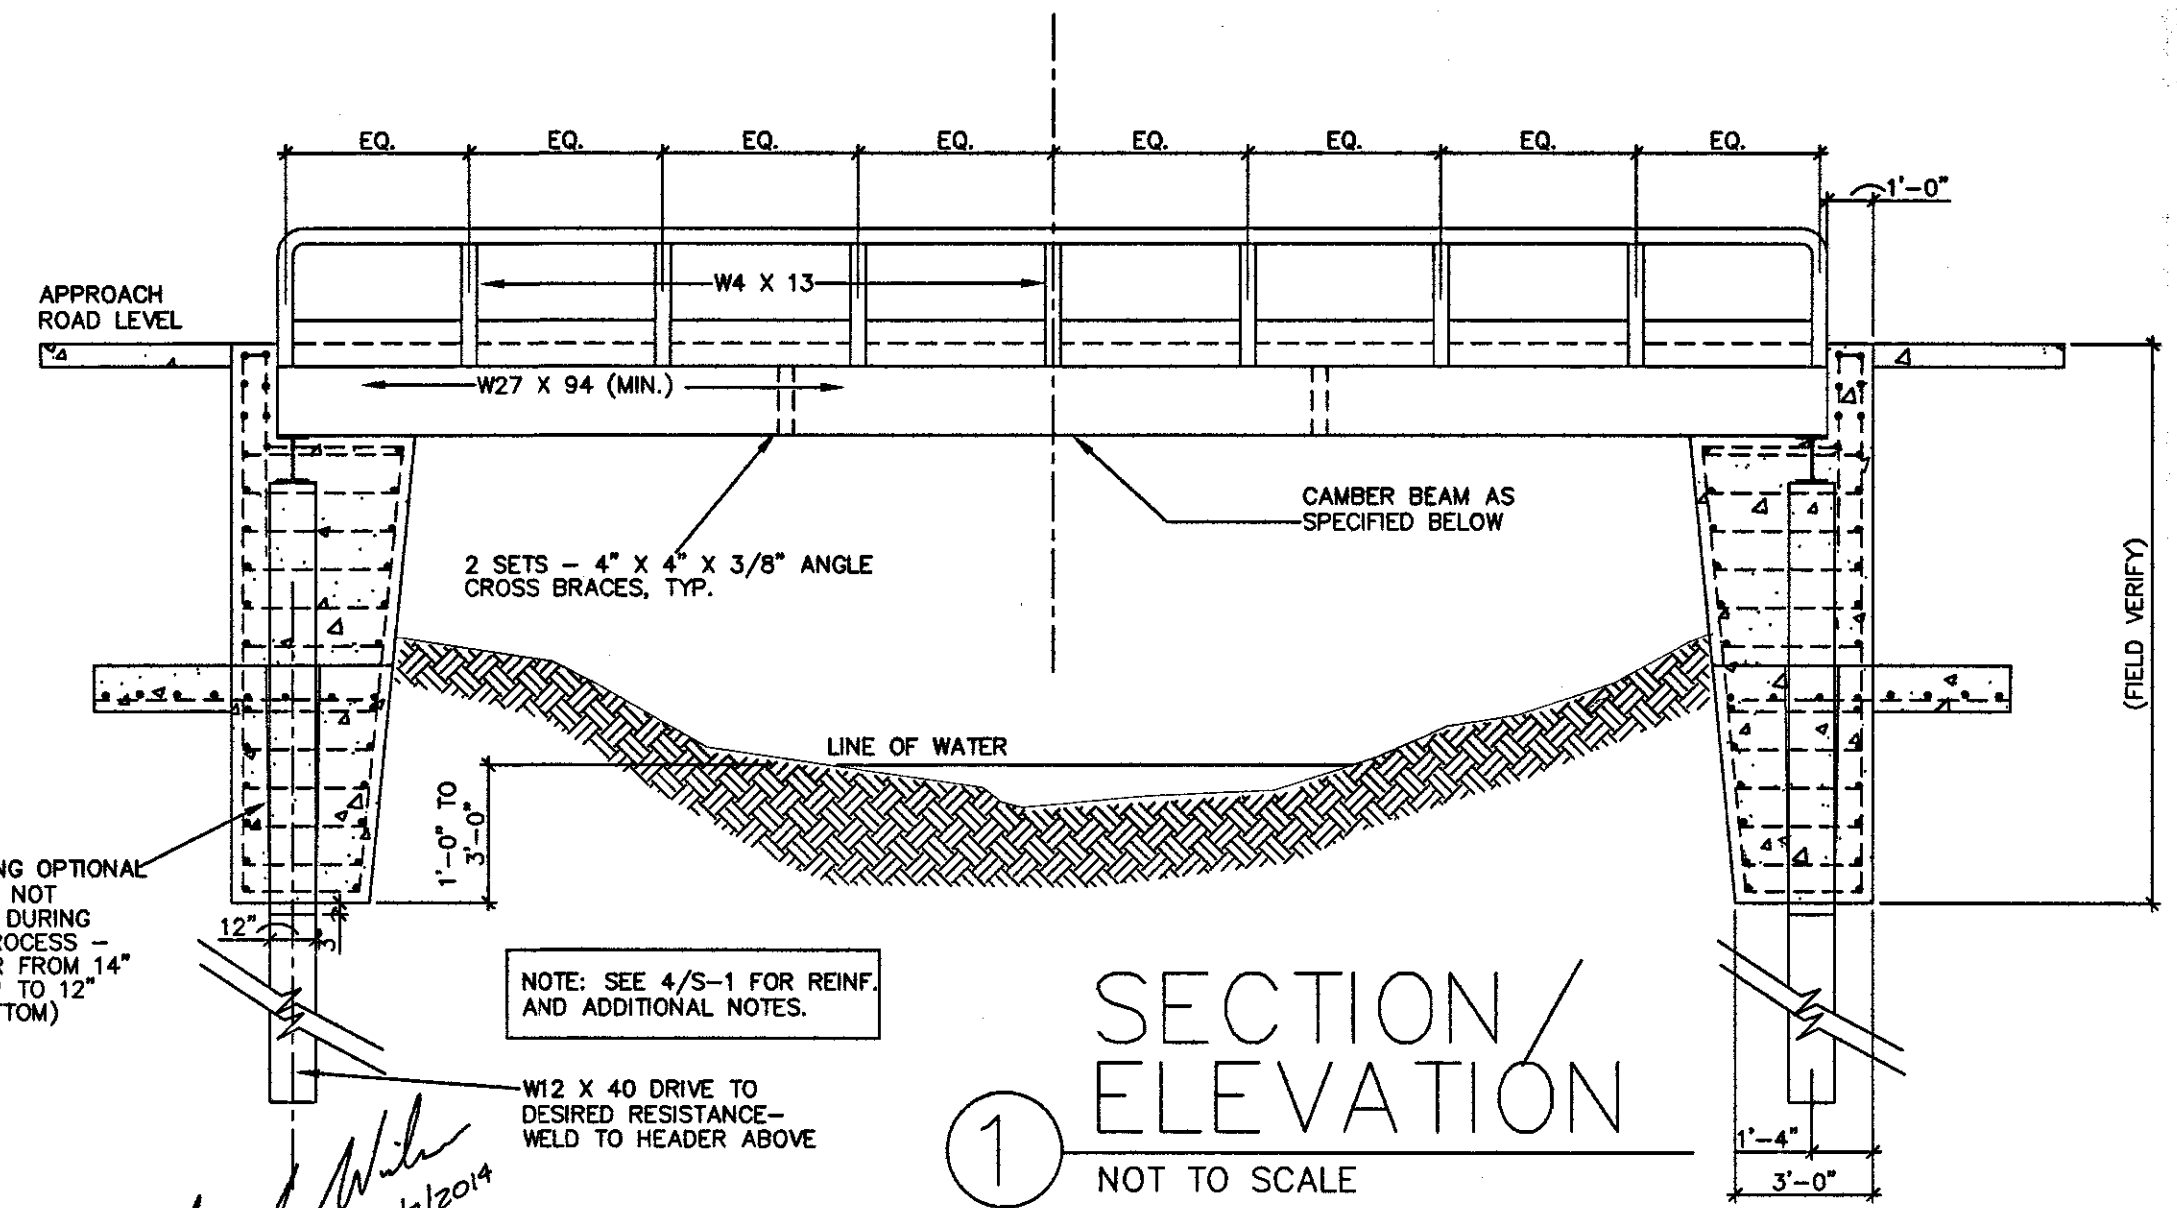 EQ. EQ. EQ. EQ. EQ. EQ. EQ. EQ.
1'-0"
W4 X 13
APPROACH
ROAD LEVEL
W27 X 94 (MIN.)
CAMBER BEAM AS
SPECIFIED BELOW
2 SETS - 4" X 4" X 3/8" ANGLE
CROSS BRACES, TYP.
(FIELD VERIFY)
LINE OF WATER
1'-0" TO
3'-0"
NG OPTIONAL
NOT
DURING
ROCESS -
R FROM 14"
TO 12"
TTOM)
12"
3"
NOTE: SEE 4/S-1 FOR REINF.
AND ADDITIONAL NOTES.
W12 X 40 DRIVE TO
DESIRED RESISTANCE-
WELD TO HEADER ABOVE
SECTION/
ELEVATION
1
NOT TO SCALE
1'-4"
3'-0"
/2014